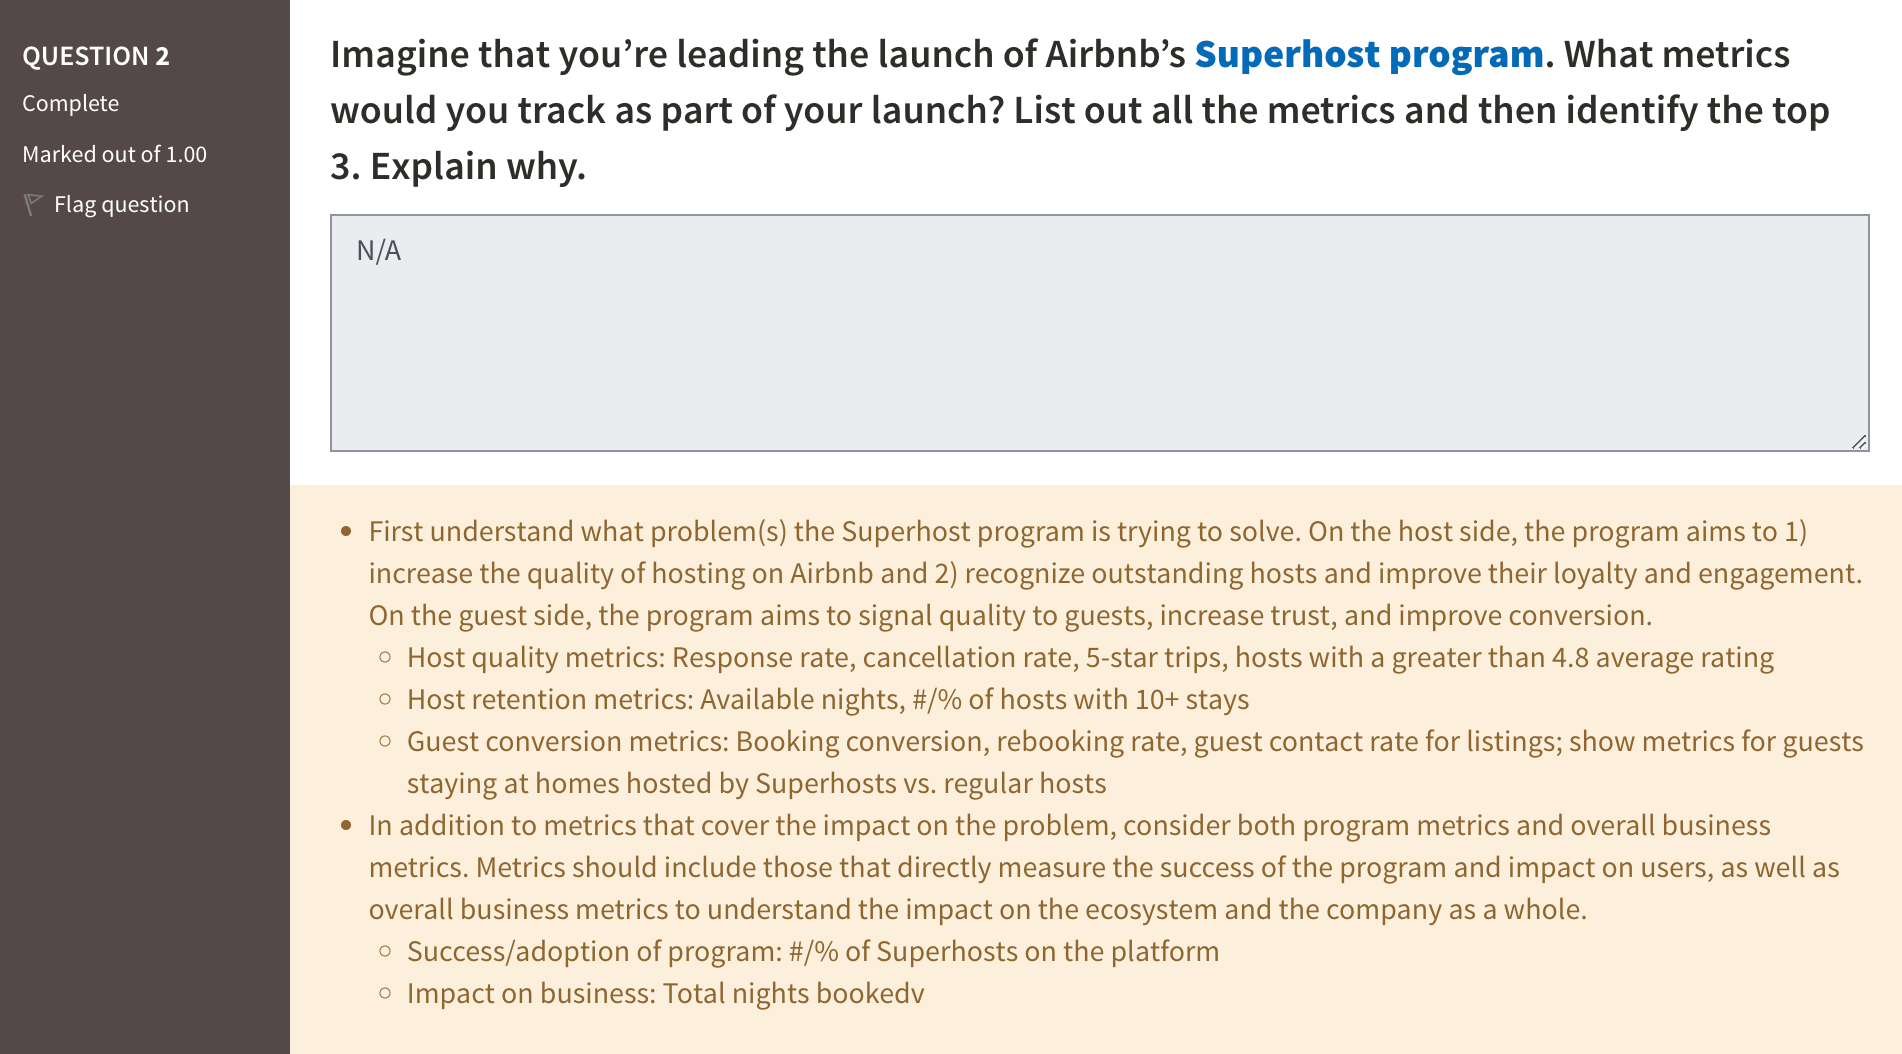 QUESTION 2
Complete
Marked out of 1.00
Flag question
Imagine that you’re leading the launch of Airbnb’s Superhost program. What metrics
would you track as part of your launch? List out all the metrics and then identify the top
3. Explain why.
N/A
• First understand what problem(s) the Superhost program is trying to solve. On the host side, the program aims to 1)
increase the quality of hosting on Airbnb and 2) recognize outstanding hosts and improve their loyalty and engagement.
On the guest side, the program aims to signal quality to guests, increase trust, and improve conversion.
○ Host quality metrics: Response rate, cancellation rate, 5-star trips, hosts with a greater than 4.8 average rating
○ Host retention metrics: Available nights, #/% of hosts with 10+ stays
○ Guest conversion metrics: Booking conversion, rebooking rate, guest contact rate for listings; show metrics for guests
staying at homes hosted by Superhosts vs. regular hosts
• In addition to metrics that cover the impact on the problem, consider both program metrics and overall business
metrics. Metrics should include those that directly measure the success of the program and impact on users, as well as
overall business metrics to understand the impact on the ecosystem and the company as a whole.
○ Success/adoption of program: #/% of Superhosts on the platform
○ Impact on business: Total nights bookedv